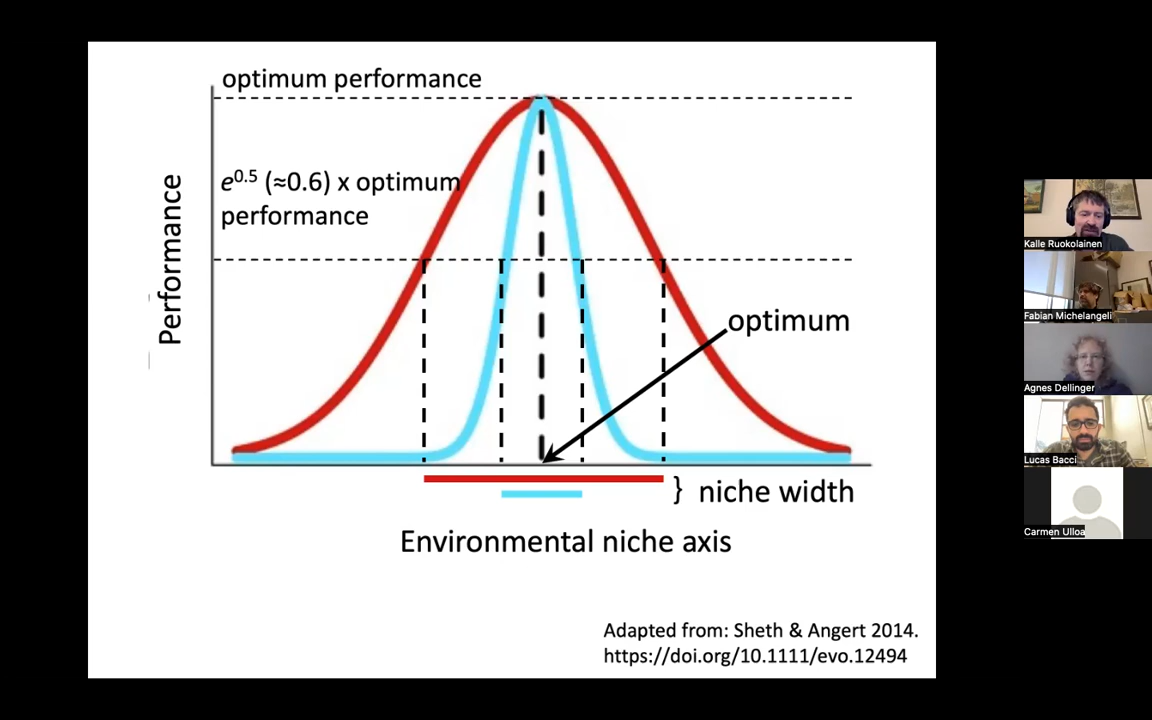 optimum performance
e^0.5 (≈0.6) x optimum
performance
Performance
optimum
} niche width
Environmental niche axis
Adapted from: Sheth & Angert 2014.
https://doi.org/10.1111/evo.12494
Kalle Ruokolainen
Fabian Michelangeli
Agnes Dellinger
Lucas Bacci
Carmen Ulloa